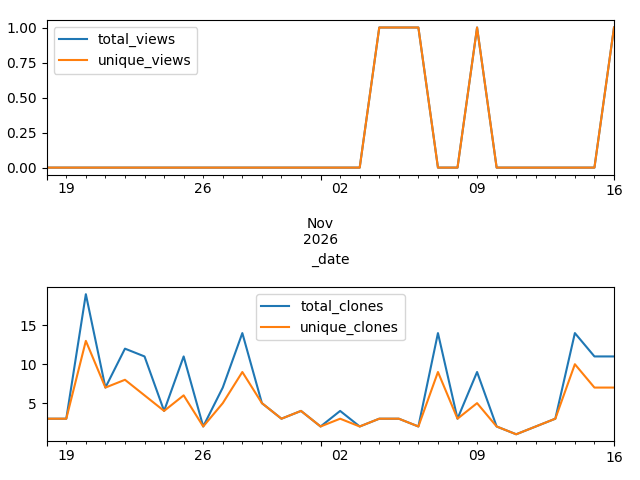 1.00
0.75
0.50
0.25
0.00
total_views
unique_views
19 26 02 09 16
Nov
2026
_date
15
10
5
total_clones
unique_clones
19 26 02 09 16